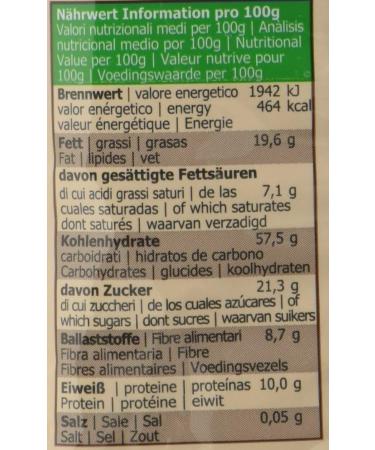 Nährwert Information pro 100g
Valori nutrizionali medi per 100g | Análisis
nutricional medio por 100g | Nutritional
Value per 100g | Valeur nutrive pour
100g | Voedingswaarde per 100g
Brennwert | valore energetico 1942 kJ
valor enérgetico | energy 464 kcal
valeur énergétique | Energie
Fett | grassi | grasas 19,6 g
Fat | lipides | vet
davon gesättigte Fettsäuren
di cui acidi grassi saturi | de las 7,1 g
cuales saturadas | of which saturates
dont saturés | waarvan verzadigd
Kohlenhydrate 57,5 g
carboidrati | hidratos de carbono
Carbohydrates | glucides | koolhydraten
davon Zucker 21,3 g
di cui zuccheri | de los cuales azúcares | of
which sugars | dont sucres | waarvan suikers
Ballaststoffe | Fibre alimentari 8,7 g
Fibra alimentaria | Fibre
Fibres alimentaires | Voedingsvezels
Eiweiß | proteine | proteínas 10,0 g
Protein | protéine | eiwit
Salz | Sale | Sal 0,05 g
Salt | Sel | Zout